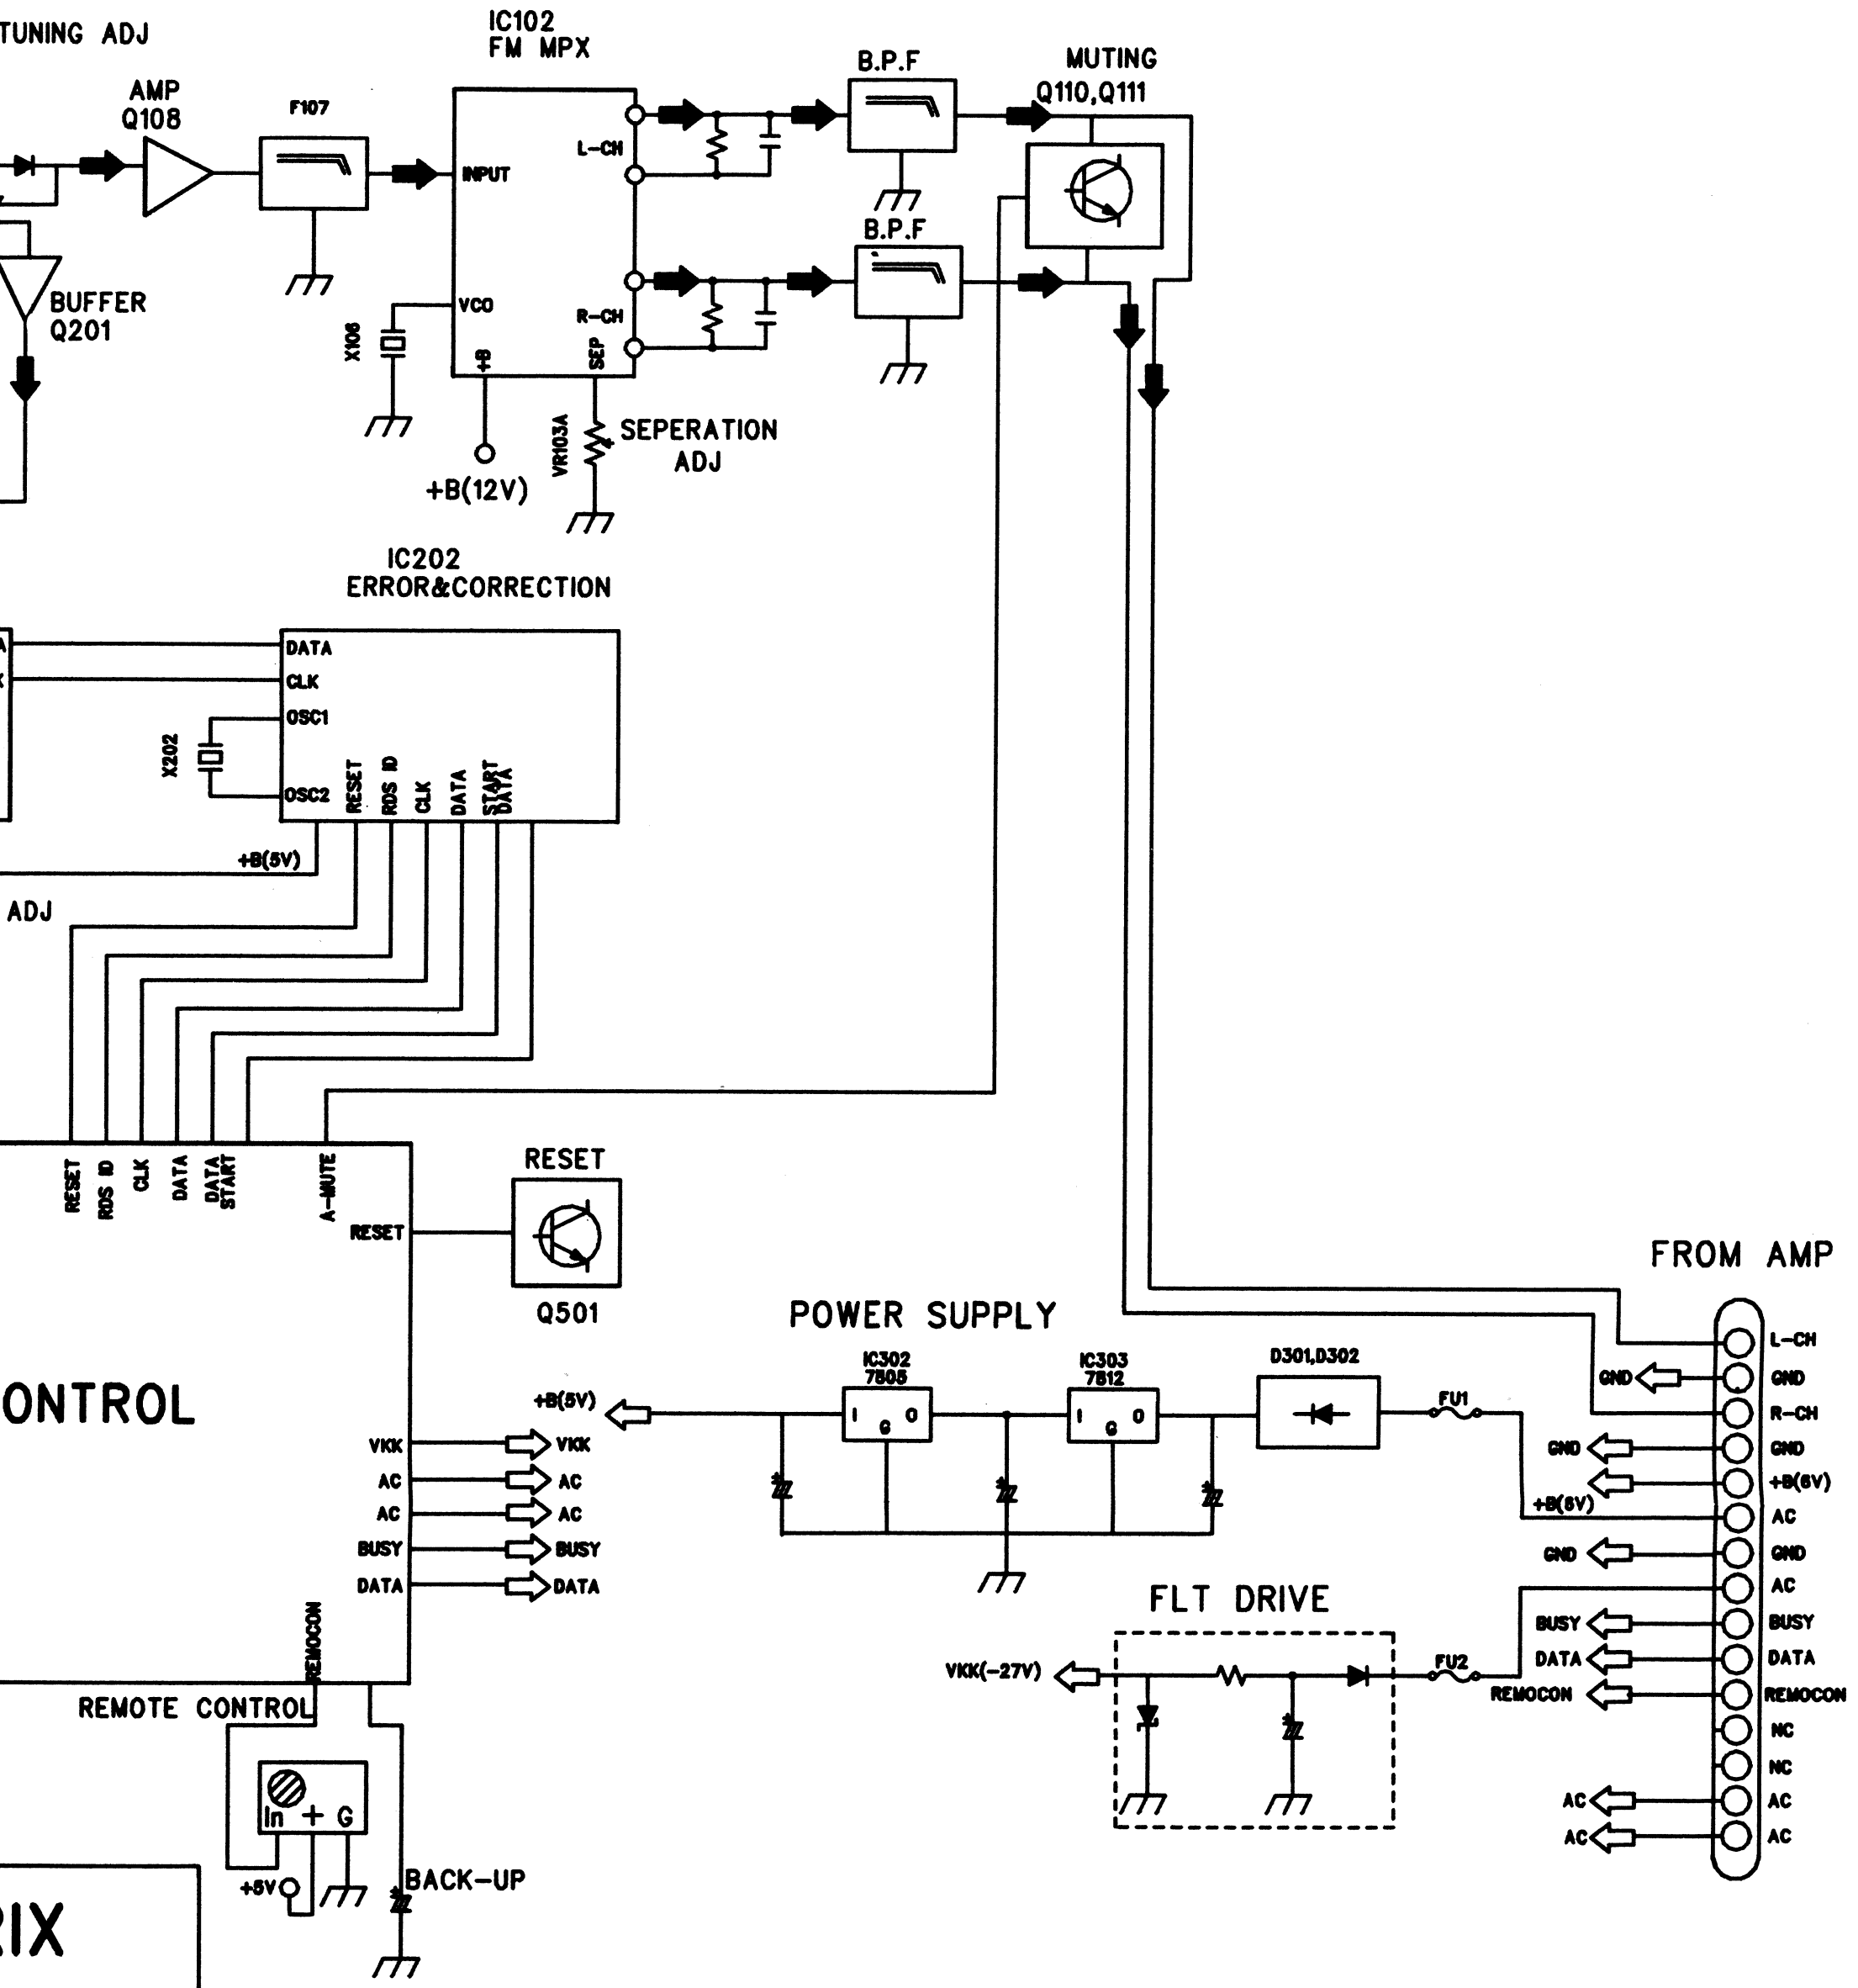 TUNING ADJ
AMP
Q108
F107
IC102
FM MPX
B.P.F
MUTING
Q110,Q111
L-CH
INPUT
B.P.F
BUFFER
Q201
VCO
X106
R-CH
+B
SEP
VR103A
SEPERATION
ADJ
+B(12V)
IC202
ERROR&CORRECTION
DATA
CLK
OSC1
X202
OSC2
RESET
RDS ID
CLK
DATA
START
DATA
+B(5V)
ADJ
RESET
RDS ID
CLK
DATA
DATA
START
A-MUTE
RESET
RESET
Q501
ONTROL
VKK
VKK
AC
AC
AC
AC
BUSY
BUSY
DATA
DATA
REMOCON
REMOTE CONTROL
In + G
+5V
BACK-UP
RIX
POWER SUPPLY
+B(5V)
IC302
7805
I O
G
IC303
7812
I O
G
D301,D302
FU1
FLT DRIVE
VKK(-27V)
FU2
FROM AMP
L-CH
GND
GND
R-CH
GND
GND
+B(6V)
+B(6V)
AC
GND
GND
AC
BUSY
BUSY
DATA
DATA
REMOCON
REMOCON
NC
NC
AC
AC
AC
AC